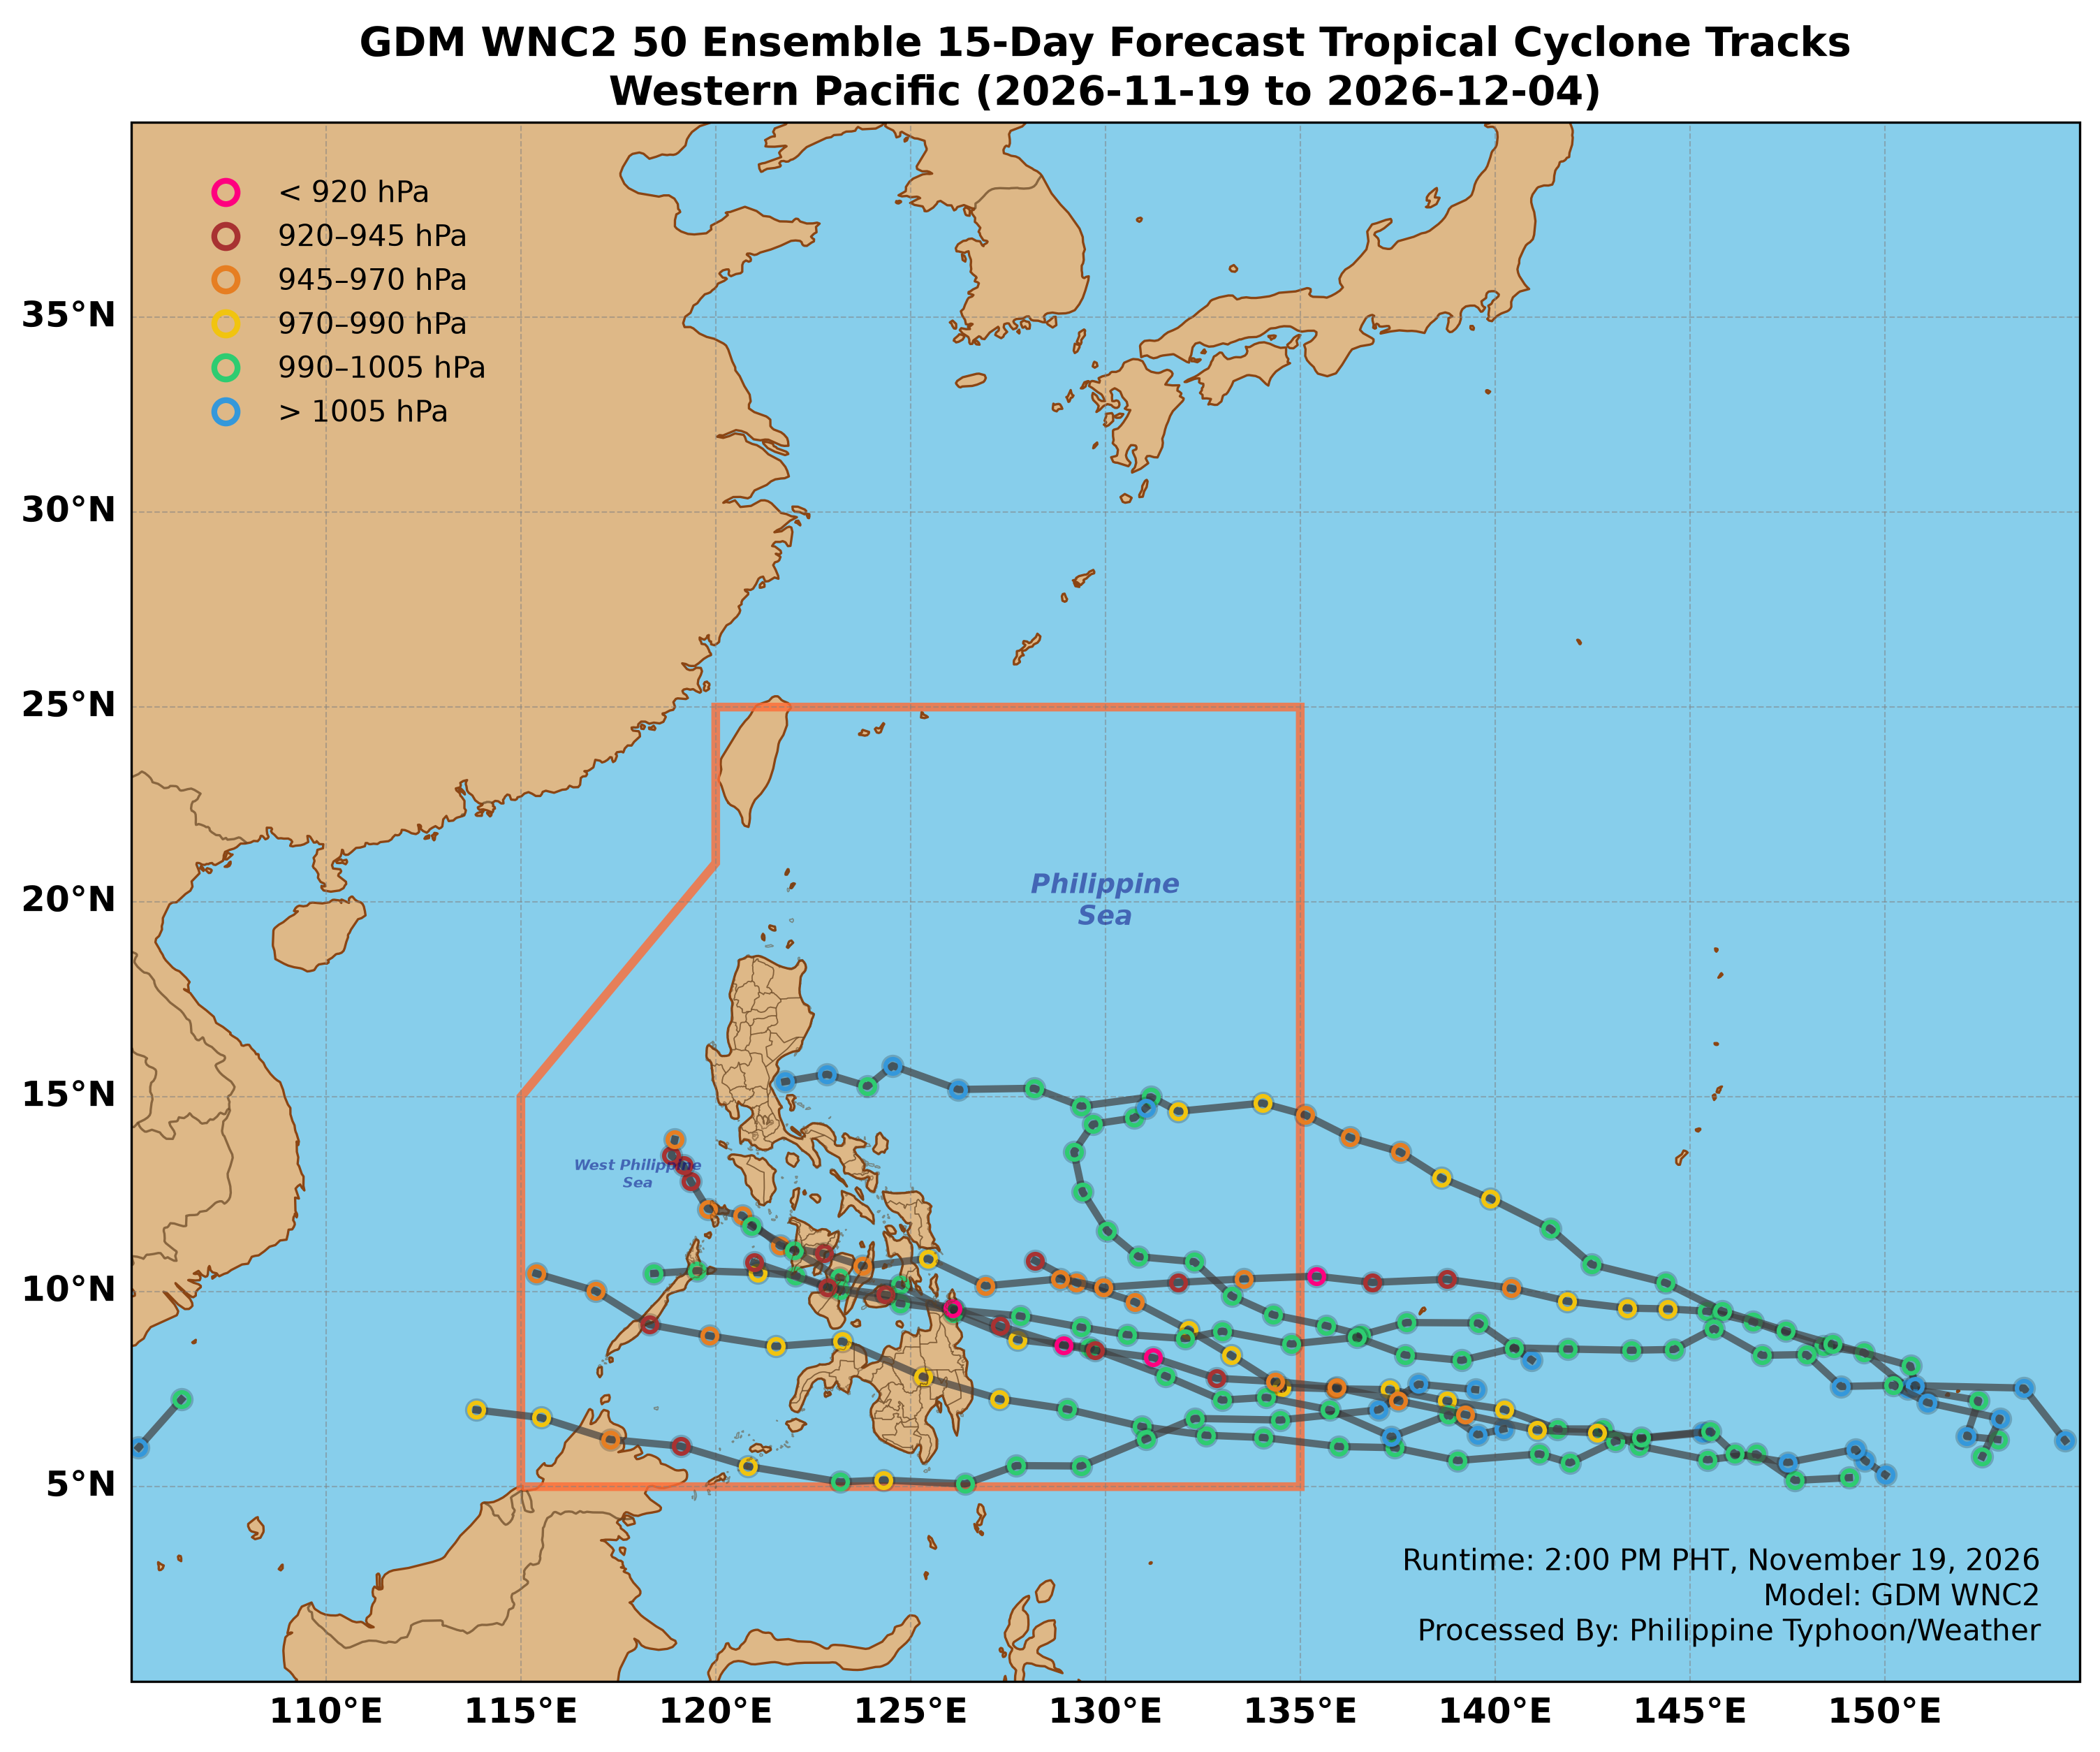 GDM WNC2 50 Ensemble 15-Day Forecast Tropical Cyclone Tracks
Western Pacific (2026-11-19 to 2026-12-04)
< 920 hPa
920–945 hPa
945–970 hPa
970–990 hPa
990–1005 hPa
> 1005 hPa
35°N
30°N
25°N
20°N
15°N
10°N
5°N
Philippine
Sea
West Philippine
Sea
Runtime: 2:00 PM PHT, November 19, 2026
Model: GDM WNC2
Processed By: Philippine Typhoon/Weather
110°E 115°E 120°E 125°E 130°E 135°E 140°E 145°E 150°E